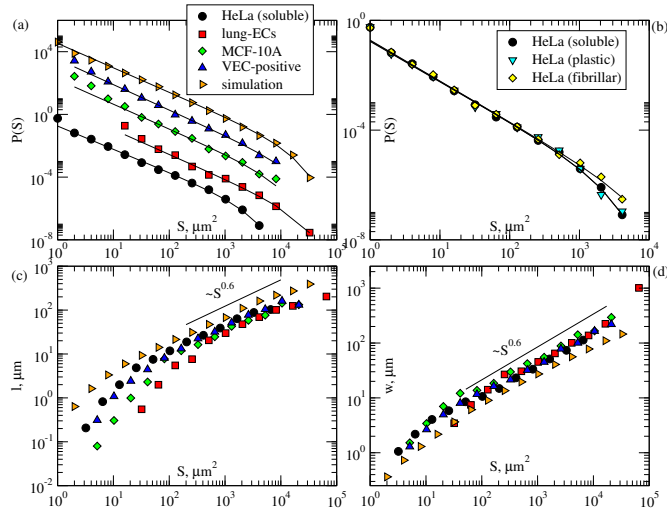 (a)
HeLa (soluble)
lung-ECs
MCF-10A
VEC-positive
simulation
P(S)
10^4
10^0
10^-4
10^-8
10^0 10^1 10^2 10^3 10^4 10^5
S, μm^2
(b)
HeLa (soluble)
HeLa (plastic)
HeLa (fibrillar)
P(S)
10^0
10^-4
10^-8
10^0 10^1 10^2 10^3 10^4
S, μm^2
(c)
~S^0.6
l, μm
10^3
10^2
10^1
10^0
10^-1
10^-2
10^0 10^1 10^2 10^3 10^4 10^5
S, μm^2
(d)
~S^0.6
w, μm
10^3
10^2
10^1
10^0
10^0 10^1 10^2 10^3 10^4 10^5
S, μm^2